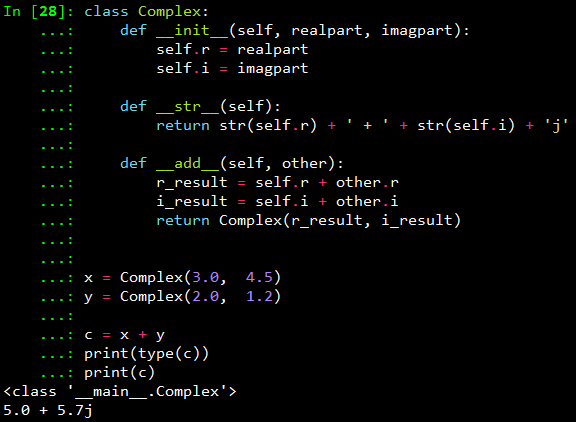 In [28]: class Complex:
    ...:     def __init__(self, realpart, imagpart):
    ...:         self.r = realpart
    ...:         self.i = imagpart
    ...:
    ...:     def __str__(self):
    ...:         return str(self.r) + ' + ' + str(self.i) + 'j'
    ...:
    ...:     def __add__(self, other):
    ...:         r_result = self.r + other.r
    ...:         i_result = self.i + other.i
    ...:         return Complex(r_result, i_result)
    ...:
    ...:
    ...: x = Complex(3.0,  4.5)
    ...: y = Complex(2.0,  1.2)
    ...:
    ...: c = x + y
    ...: print(type(c))
    ...: print(c)
<class '__main__.Complex'>
5.0 + 5.7j